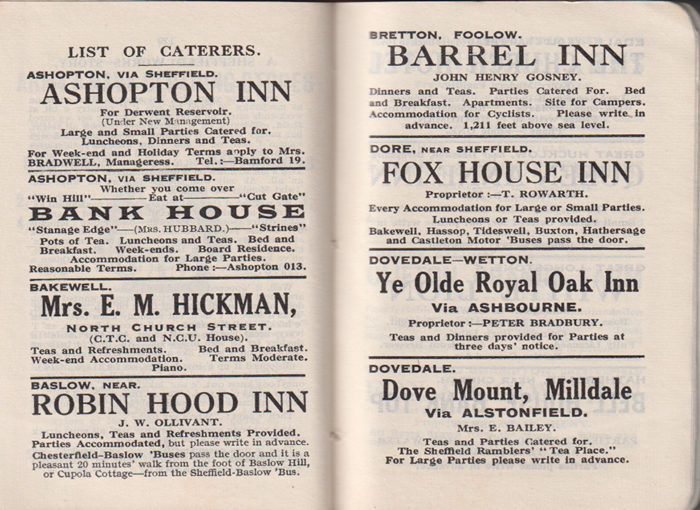 LIST OF CATERERS.
ASHOPTON, VIA SHEFFIELD.
ASHOPTON INN
For Derwent Reservoir.
(Under New Management)
Large and Small Parties Catered for.
Luncheons, Dinners and Teas.
For Week-end and Holiday Terms apply to Mrs.
BRADWELL, Manageress. Tel.:—Bamford 19.
ASHOPTON, VIA SHEFFIELD.
Whether you come over
"Win Hill"———Eat at———"Cut Gate"
BANK HOUSE
"Stanage Edge"——(MRS. HUBBARD.)——"Strines"
Pots of Tea. Luncheons and Teas. Bed and
Breakfast. Week-ends. Board Residence.
Accommodation for Large Parties.
Reasonable Terms. Phone:—Ashopton 013.
BAKEWELL.
Mrs. E. M. HICKMAN,
NORTH CHURCH STREET.
(C.T.C. and N.C.U. House).
Teas and Refreshments. Bed and Breakfast.
Week-end Accommodation. Terms Moderate.
Piano.
BASLOW, NEAR.
ROBIN HOOD INN
J. W. OLLIVANT.
Luncheons, Teas and Refreshments Provided.
Parties Accommodated, but please write in advance.
Chesterfield-Baslow 'Buses pass the door and it is a
pleasant 20 minutes' walk from the foot of Baslow Hill,
or Cupola Cottage—from the Sheffield-Baslow 'Bus.
BRETTON, FOOLOW.
BARREL INN
JOHN HENRY GOSNEY.
Dinners and Teas. Parties Catered For. Bed
and Breakfast. Apartments. Site for Campers.
Accommodation for Cyclists. Please write in
advance. 1,211 feet above sea level.
DORE, NEAR SHEFFIELD.
FOX HOUSE INN
Proprietor:—T. ROWARTH.
Every Accommodation for Large or Small Parties.
Luncheons or Teas provided.
Bakewell, Hassop, Tideswell, Buxton, Hathersage
and Castleton Motor 'Buses pass the door.
DOVEDALE—WETTON.
Ye Olde Royal Oak Inn
Via ASHBOURNE.
Proprietor:—PETER BRADBURY.
Teas and Dinners provided for Parties at
three days' notice.
DOVEDALE.
Dove Mount, Milldale
Via ALSTONFIELD.
Mrs. E. BAILEY.
Teas and Parties Catered for.
The Sheffield Ramblers' "Tea Place."
For Large Parties please write in advance.